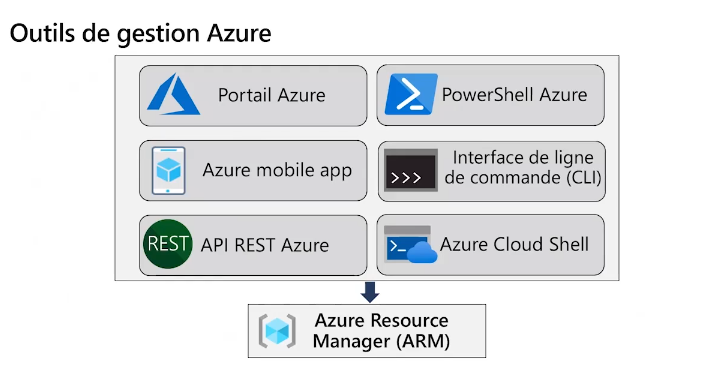 Outils de gestion Azure
Portail Azure
PowerShell Azure
Azure mobile app
Interface de ligne
de commande (CLI)
REST
API REST Azure
Azure Cloud Shell
Azure Resource
Manager (ARM)